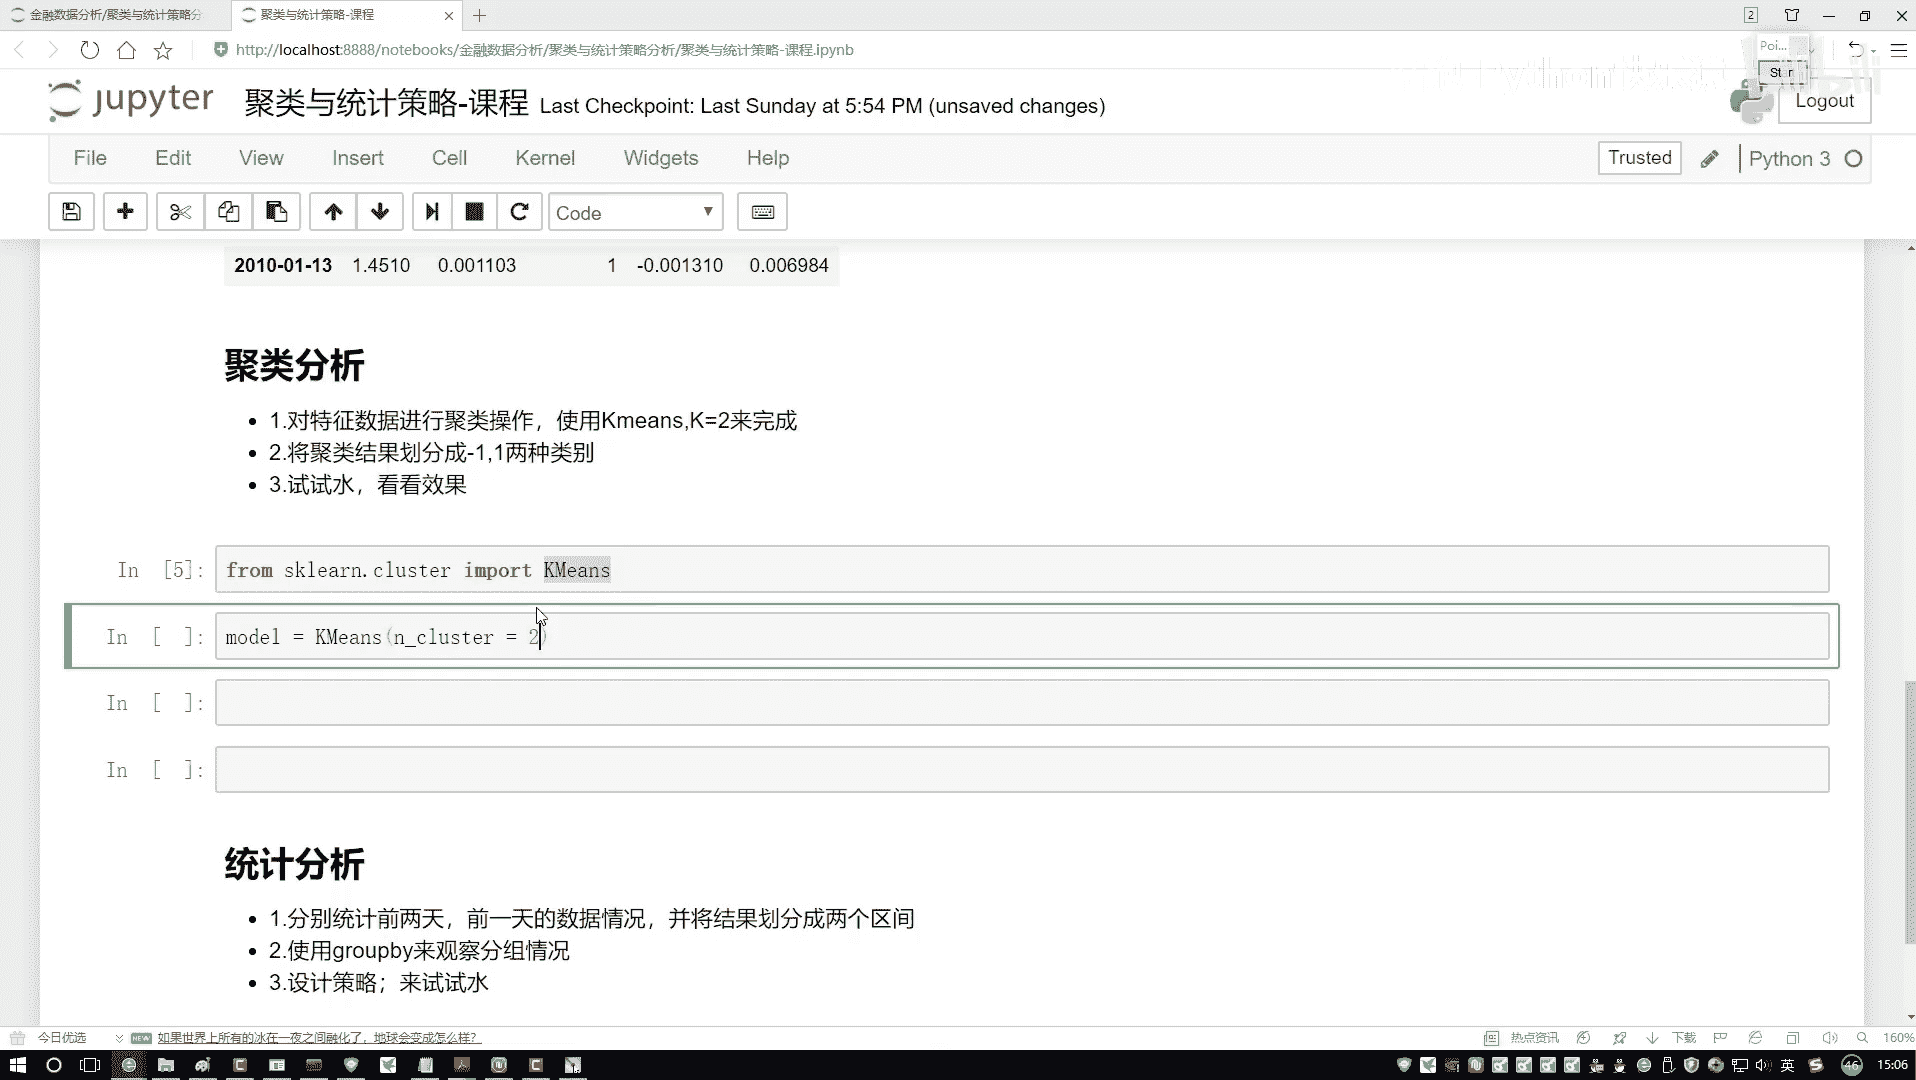 金融数据分析/聚类与统计策略分
聚类与统计策略-课程
2
http://localhost:8888/notebooks/金融数据分析/聚类与统计策略分析/聚类与统计策略-课程.ipynb
Poi...
Star
jupyter 聚类与统计策略-课程 Last Checkpoint: Last Sunday at 5:54 PM (unsaved changes)
Logout
File Edit View Insert Cell Kernel Widgets Help
Trusted Python 3
Code
2010-01-13 1.4510 0.001103 1 -0.001310 0.006984
聚类分析
1.对特征数据进行聚类操作，使用Kmeans,K=2来完成
2.将聚类结果划分成-1,1两种类别
3.试试水，看看效果
In [5]: from sklearn.cluster import KMeans
In [ ]: model = KMeans(n_cluster = 2)
In [ ]:
In [ ]:
统计分析
1.分别统计前两天，前一天的数据情况，并将结果划分成两个区间
2.使用groupby来观察分组情况
3.设计策略；来试试水
今日优选 NEW 如果世界上所有的冰在一夜之间融化了，地球会变成怎么样? 热点资讯 下载 160%
英 46 15:06